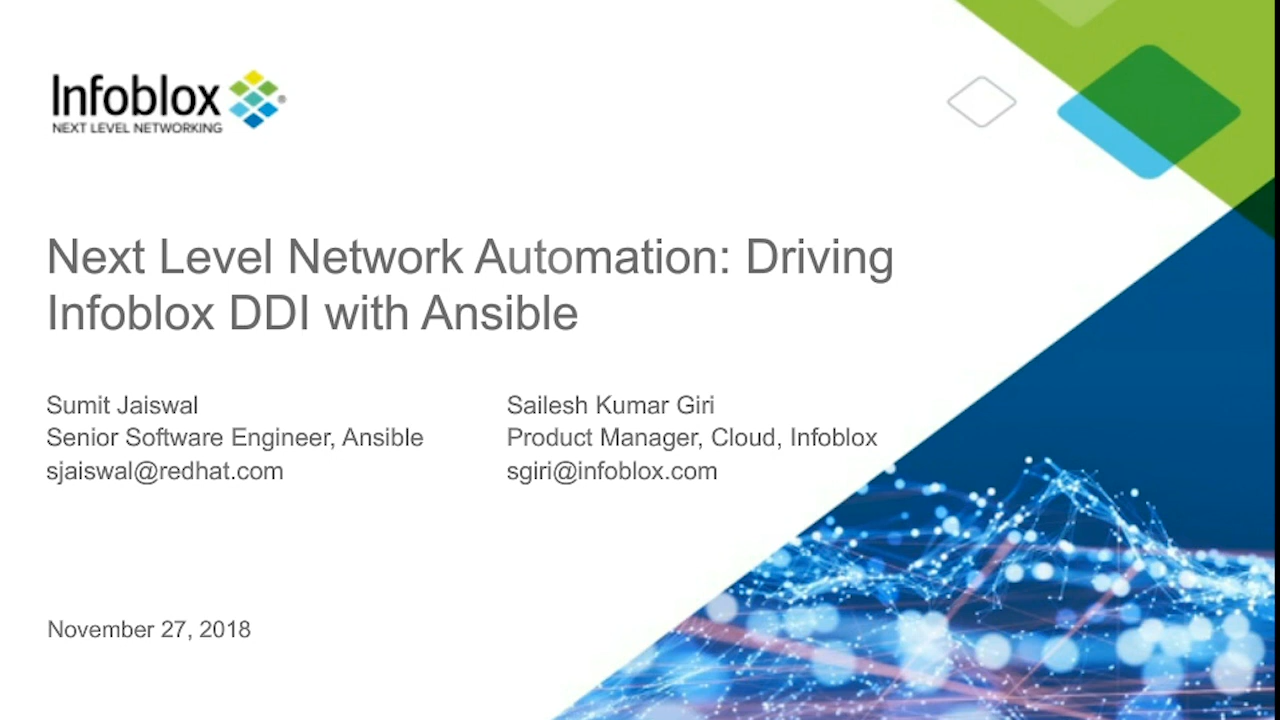 Infoblox
NEXT LEVEL NETWORKING
Next Level Network Automation: Driving
Infoblox DDI with Ansible
Sumit Jaiswal
Senior Software Engineer, Ansible
sjaiswal@redhat.com
Sailesh Kumar Giri
Product Manager, Cloud, Infoblox
sgiri@infoblox.com
November 27, 2018